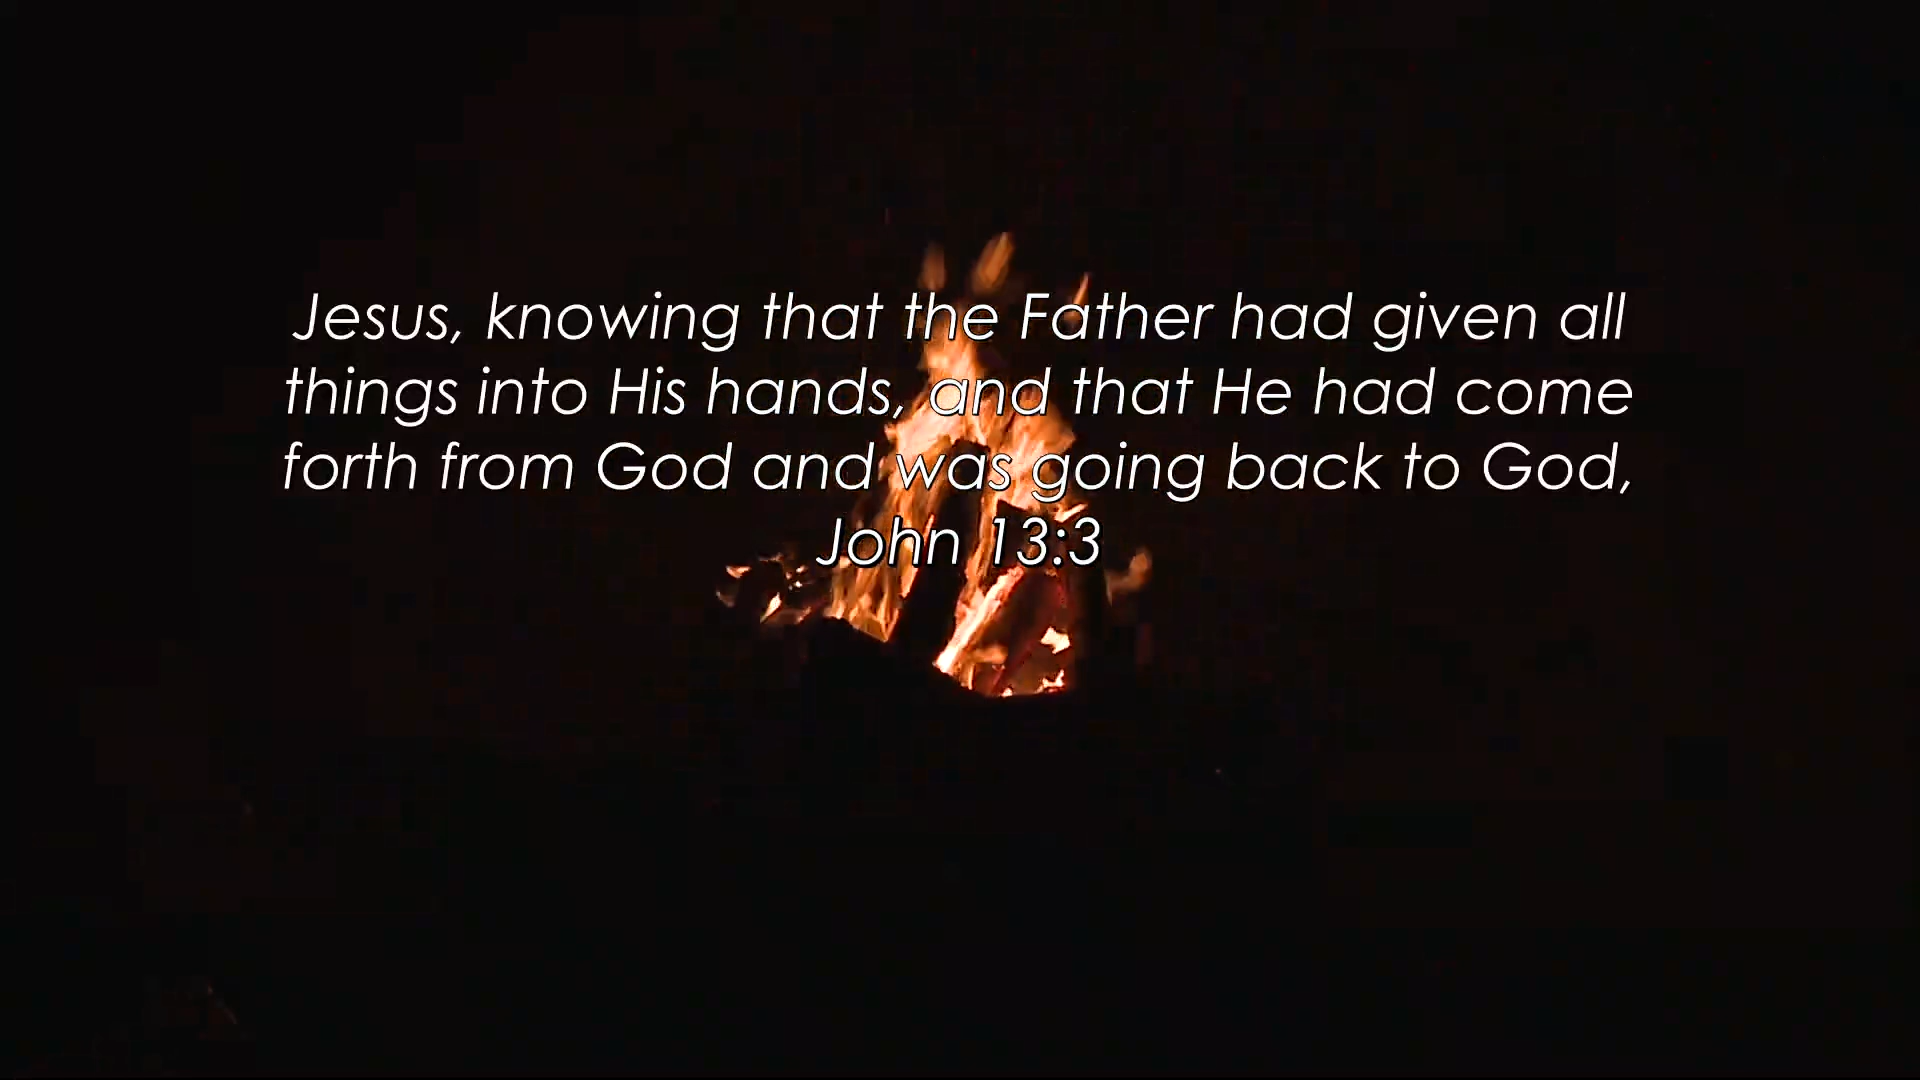 Jesus, knowing that the Father had given all
things into His hands, and that He had come
forth from God and was going back to God,
John 13:3